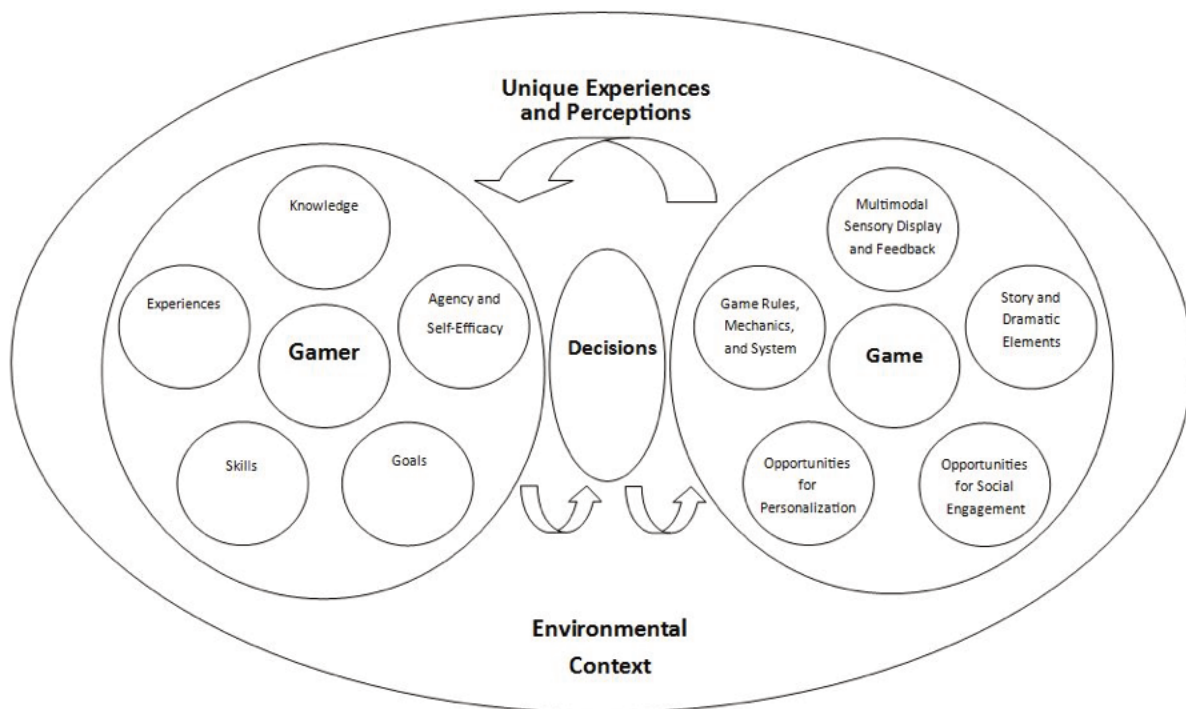 Unique Experiences
and Perceptions
Knowledge
Experiences
Agency and
Self-Efficacy
Gamer
Skills
Goals
Decisions
Multimodal
Sensory Display
and Feedback
Game Rules,
Mechanics,
and System
Story and
Dramatic
Elements
Game
Opportunities
for
Personalization
Opportunities
for Social
Engagement
Environmental
Context